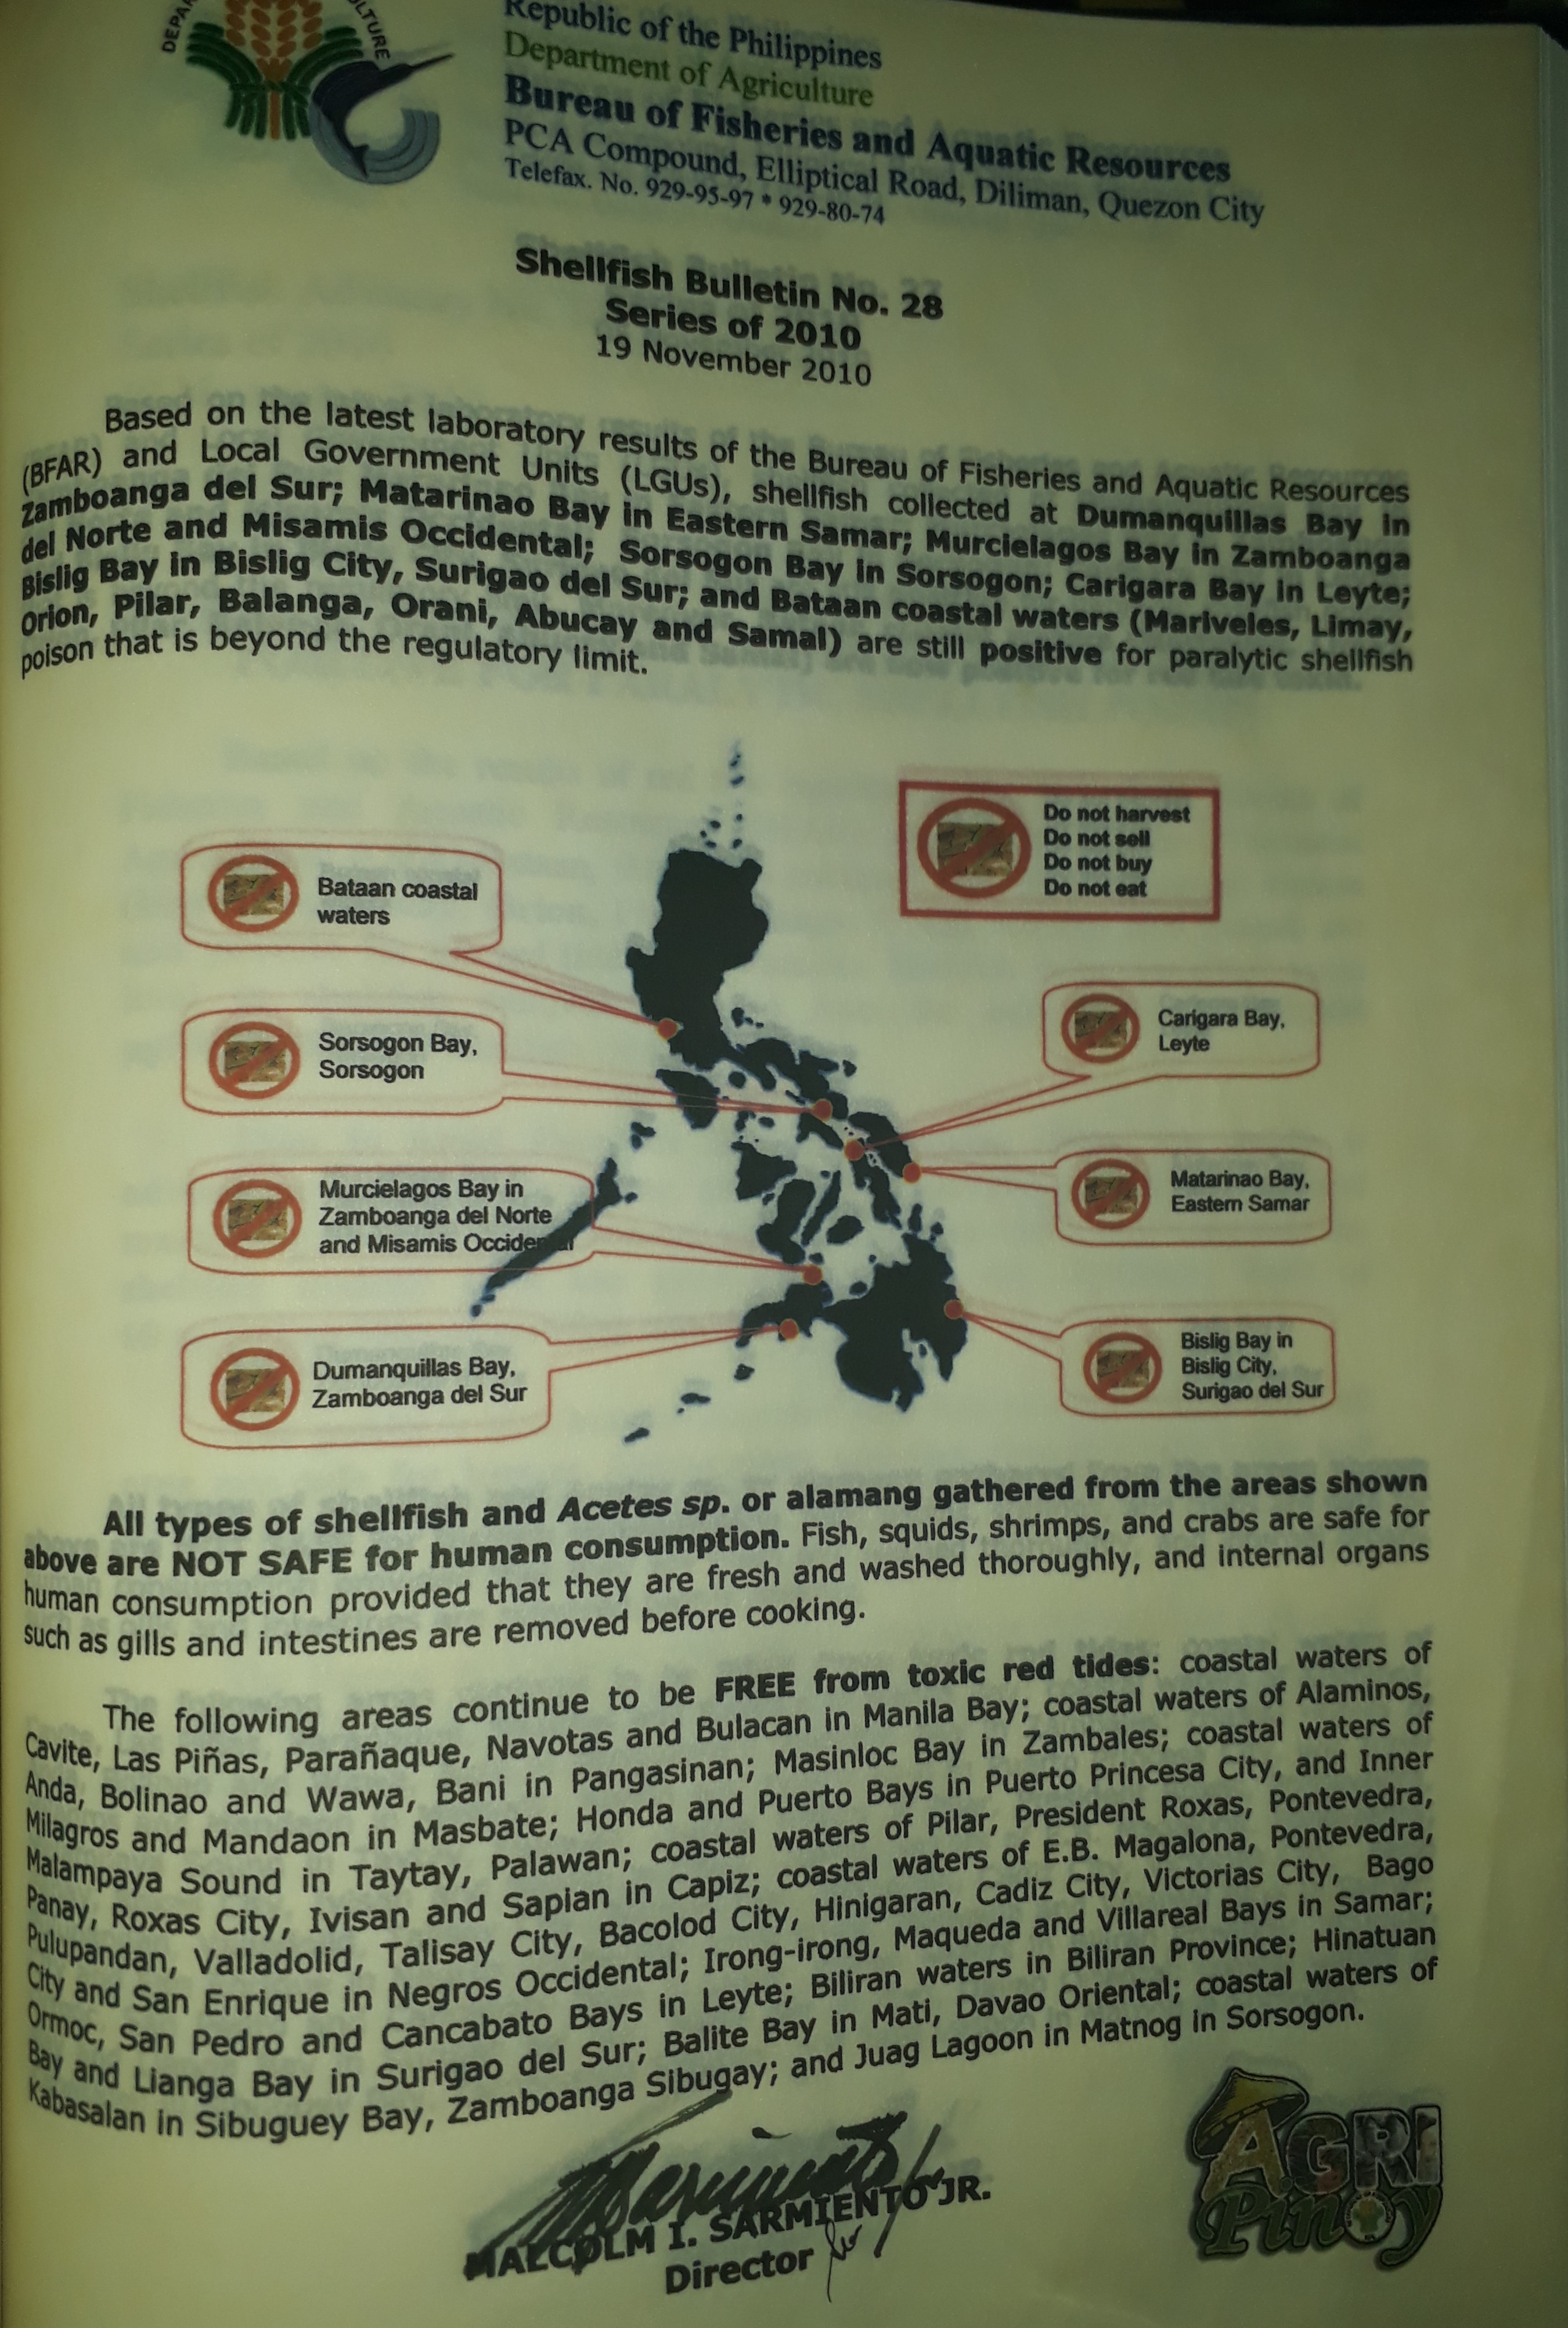 DEPA
ULTURE
Republic of the Philippines
Department of Agriculture
Bureau of Fisheries and Aquatic Resources
PCA Compound, Elliptical Road, Diliman, Quezon City
Telefax. No. 929-95-97 * 929-80-74
Shellfish Bulletin No. 28
Series of 2010
19 November 2010
Based on the latest laboratory results of the Bureau of Fisheries and Aquatic Resources
(BFAR) and Local Government Units (LGUs), shellfish collected at Dumanquillas Bay in
Zamboanga del Sur; Matarinao Bay in Eastern Samar; Murcielagos Bay in Zamboanga
del Norte and Misamis Occidental; Sorsogon Bay in Sorsogon; Carigara Bay in Leyte;
Bislig Bay in Bislig City, Surigao del Sur; and Bataan coastal waters (Mariveles, Limay,
Orion, Pilar, Balanga, Orani, Abucay and Samal) are still positive for paralytic shellfish
poison that is beyond the regulatory limit.
Do not harvest
Do not sell
Do not buy
Do not eat
Bataan coastal
waters
Sorsogon Bay,
Sorsogon
Carigara Bay,
Leyte
Murcielagos Bay in
Zamboanga del Norte
and Misamis Occidental
Matarinao Bay,
Eastern Samar
Dumanquillas Bay,
Zamboanga del Sur
Bislig Bay in
Bislig City,
Surigao del Sur
All types of shellfish and Acetes sp. or alamang gathered from the areas shown
above are NOT SAFE for human consumption. Fish, squids, shrimps, and crabs are safe for
human consumption provided that they are fresh and washed thoroughly, and internal organs
such as gills and intestines are removed before cooking.
The following areas continue to be FREE from toxic red tides: coastal waters of
Cavite, Las Piñas, Parañaque, Navotas and Bulacan in Manila Bay; coastal waters of Alaminos,
Anda, Bolinao and Wawa, Bani in Pangasinan; Masinloc Bay in Zambales; coastal waters of
Milagros and Mandaon in Masbate; Honda and Puerto Bays in Puerto Princesa City, and Inner
Malampaya Sound in Taytay, Palawan; coastal waters of Pilar, President Roxas, Pontevedra,
Panay, Roxas City, Ivisan and Sapian in Capiz; coastal waters of E.B. Magalona, Pontevedra,
Pulupandan, Valladolid, Talisay City, Bacolod City, Hinigaran, Cadiz City, Victorias City, Bago
City and San Enrique in Negros Occidental; Irong-irong, Maqueda and Villareal Bays in Samar;
Ormoc, San Pedro and Cancabato Bays in Leyte; Biliran waters in Biliran Province; Hinatuan
Bay and Lianga Bay in Surigao del Sur; Balite Bay in Mati, Davao Oriental; coastal waters of
Kabasalan in Sibuguey Bay, Zamboanga Sibugay; and Juag Lagoon in Matnog in Sorsogon.
MALCOLM I. SARMIENTO JR.
Director
AGRI
Pinoy